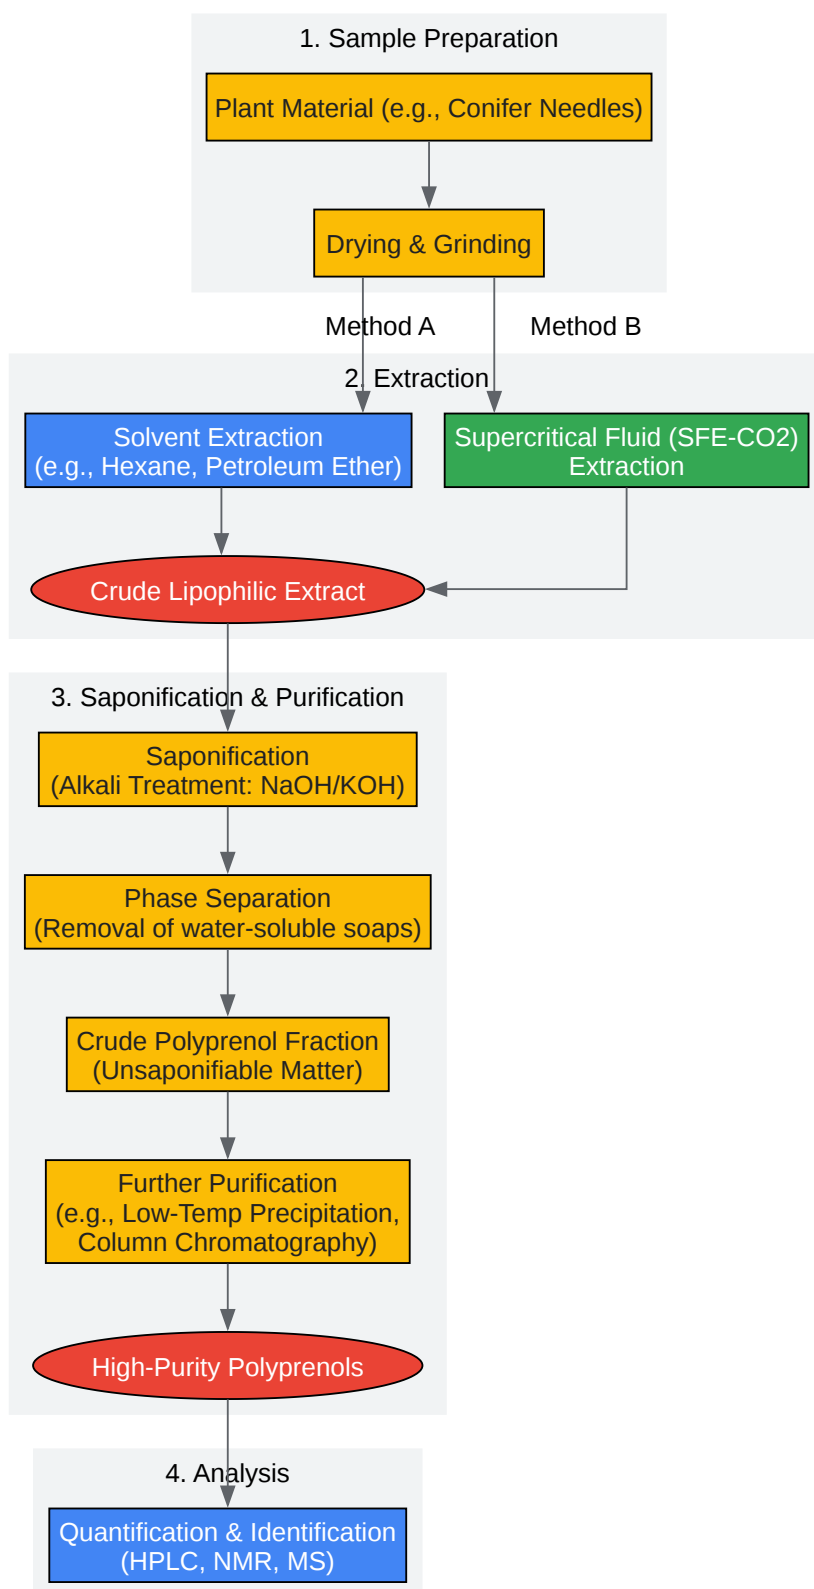 1. Sample Preparation
Plant Material (e.g., Conifer Needles)
Drying & Grinding
Method A
Method B
2. Extraction
Solvent Extraction
(e.g., Hexane, Petroleum Ether)
Supercritical Fluid (SFE-CO2)
Extraction
Crude Lipophilic Extract
3. Saponification & Purification
Saponification
(Alkali Treatment: NaOH/KOH)
Phase Separation
(Removal of water-soluble soaps)
Crude Polyprenol Fraction
(Unsaponifiable Matter)
Further Purification
(e.g., Low-Temp Precipitation,
Column Chromatography)
High-Purity Polyprenols
4. Analysis
Quantification & Identification
(HPLC, NMR, MS)